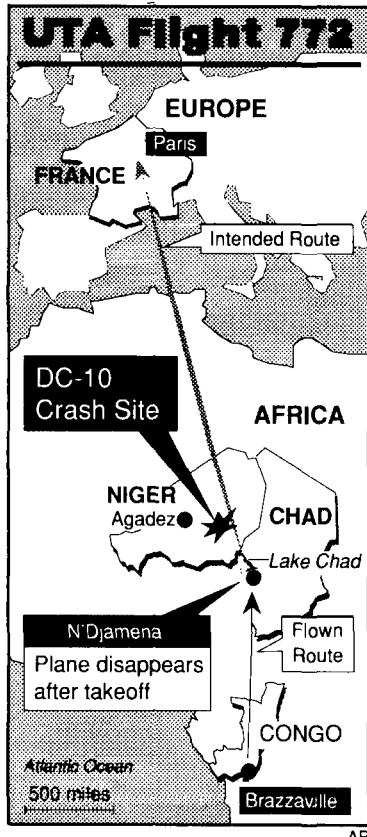 UTA Flight 772
EUROPE
Paris
FRANCE
Intended Route
DC-10
Crash Site
AFRICA
NIGER
Agadez
CHAD
Lake Chad
N'Djamena
Plane disappears
after takeoff
Flown
Route
CONGO
Atlantic Ocean
500 miles
Brazzaville
AP